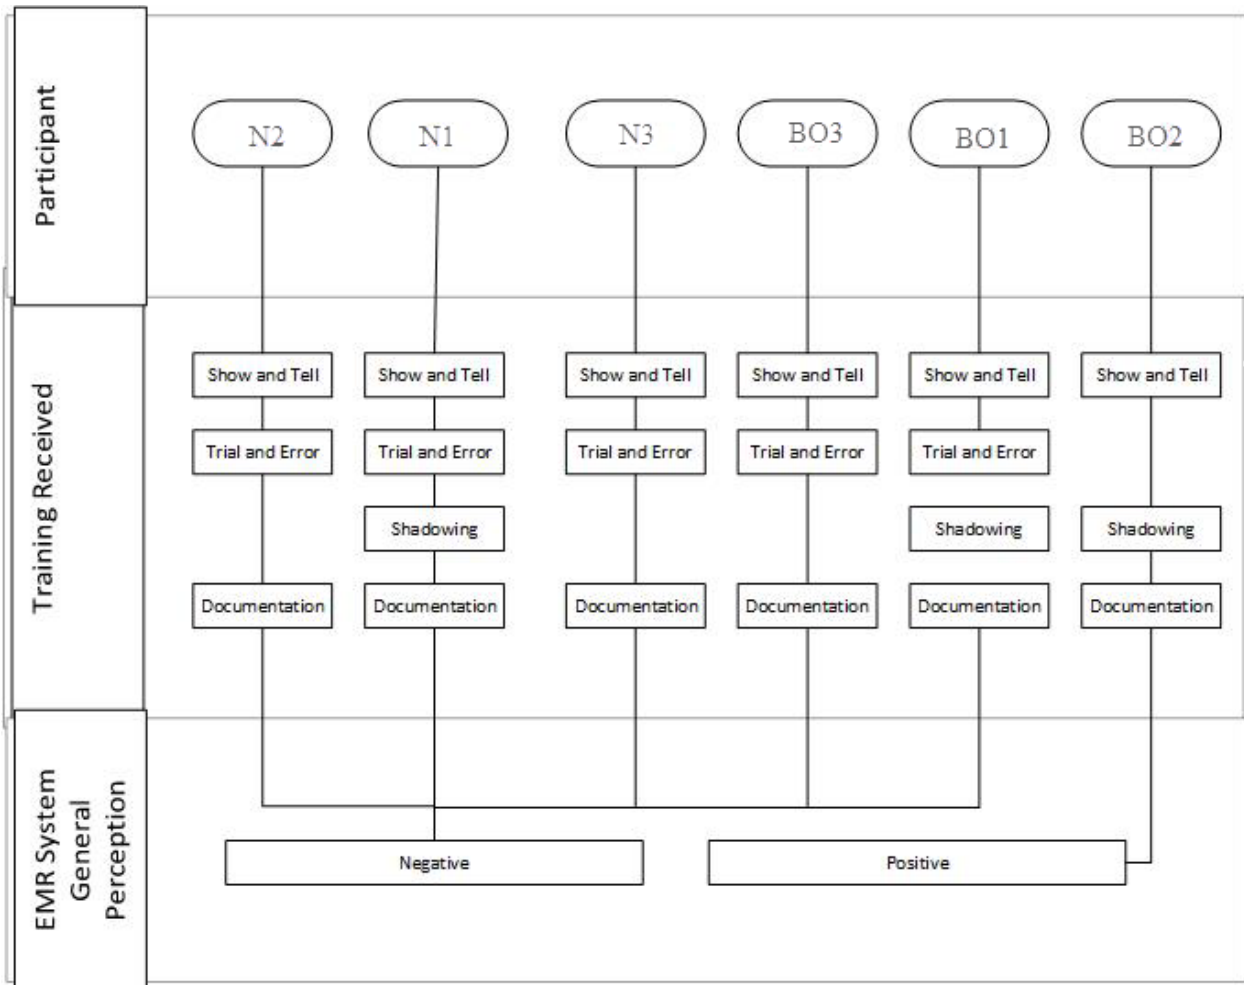 Participant
N2
N1
N3
BO3
BO1
BO2
Training Received
Show and Tell
Show and Tell
Show and Tell
Show and Tell
Show and Tell
Show and Tell
Trial and Error
Trial and Error
Trial and Error
Trial and Error
Trial and Error
Shadowing
Shadowing
Shadowing
Documentation
Documentation
Documentation
Documentation
Documentation
Documentation
EMR System
General
Perception
Negative
Positive